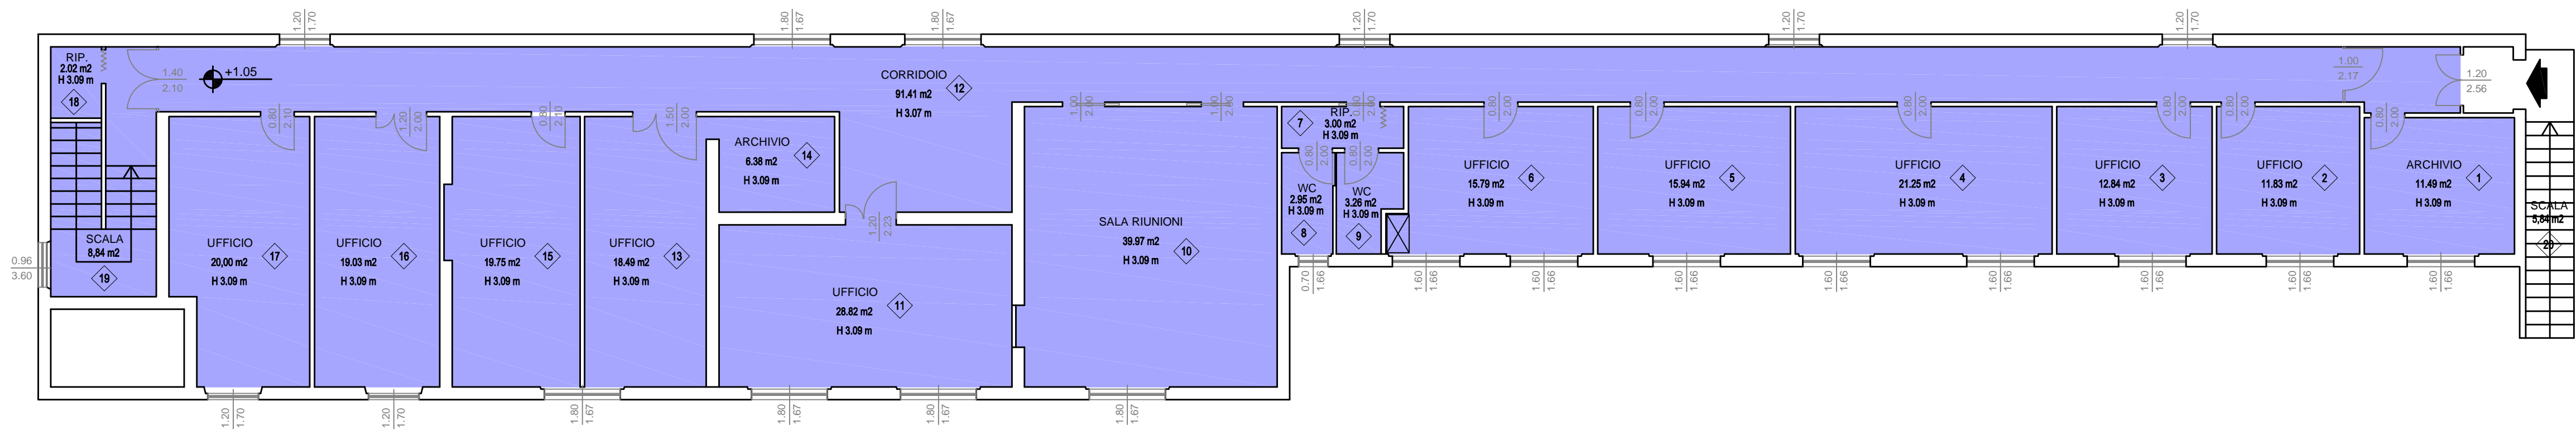 1.20
1.70
1.80
1.67
1.80
1.67
1.20
1.70
1.20
1.70
1.20
1.70
RIP.
2.02 m2
H 3.09 m
18
1.40
2.10
+1.05
CORRIDOIO
91.41 m2
H 3.07 m
12
1.00
2.17
1.20
2.56
0.80
2.10
1.20
2.00
0.80
2.10
1.50
2.00
1.00
2.00
1.00
2.00
0.80
2.00
0.80
2.00
0.80
2.00
0.80
2.00
0.80
2.00
0.80
2.00
0.80
2.00
7
RIP.
3.00 m2
H 3.09 m
0.80
2.00
0.80
2.00
ARCHIVIO
6.38 m2
H 3.09 m
14
UFFICIO
15.79 m2
H 3.09 m
6
UFFICIO
15.94 m2
H 3.09 m
5
UFFICIO
21.25 m2
H 3.09 m
4
UFFICIO
12.84 m2
H 3.09 m
3
UFFICIO
11.83 m2
H 3.09 m
2
ARCHIVIO
11.49 m2
H 3.09 m
1
WC
2.95 m2
H 3.09 m
8
WC
3.26 m2
H 3.09 m
9
SCALA
5,84 m2
20
SCALA
8,84 m2
19
0.96
3.60
UFFICIO
20,00 m2
H 3.09 m
17
UFFICIO
19.03 m2
H 3.09 m
16
UFFICIO
19.75 m2
H 3.09 m
15
UFFICIO
18.49 m2
H 3.09 m
13
1.20
2.23
UFFICIO
28.82 m2
H 3.09 m
11
SALA RIUNIONI
39.97 m2
H 3.09 m
10
0.70
1.66
1.60
1.66
1.60
1.66
1.60
1.66
1.60
1.66
1.60
1.66
1.60
1.66
1.60
1.66
1.60
1.66
1.20
1.70
1.20
1.70
1.80
1.67
1.80
1.67
1.80
1.67
1.80
1.67